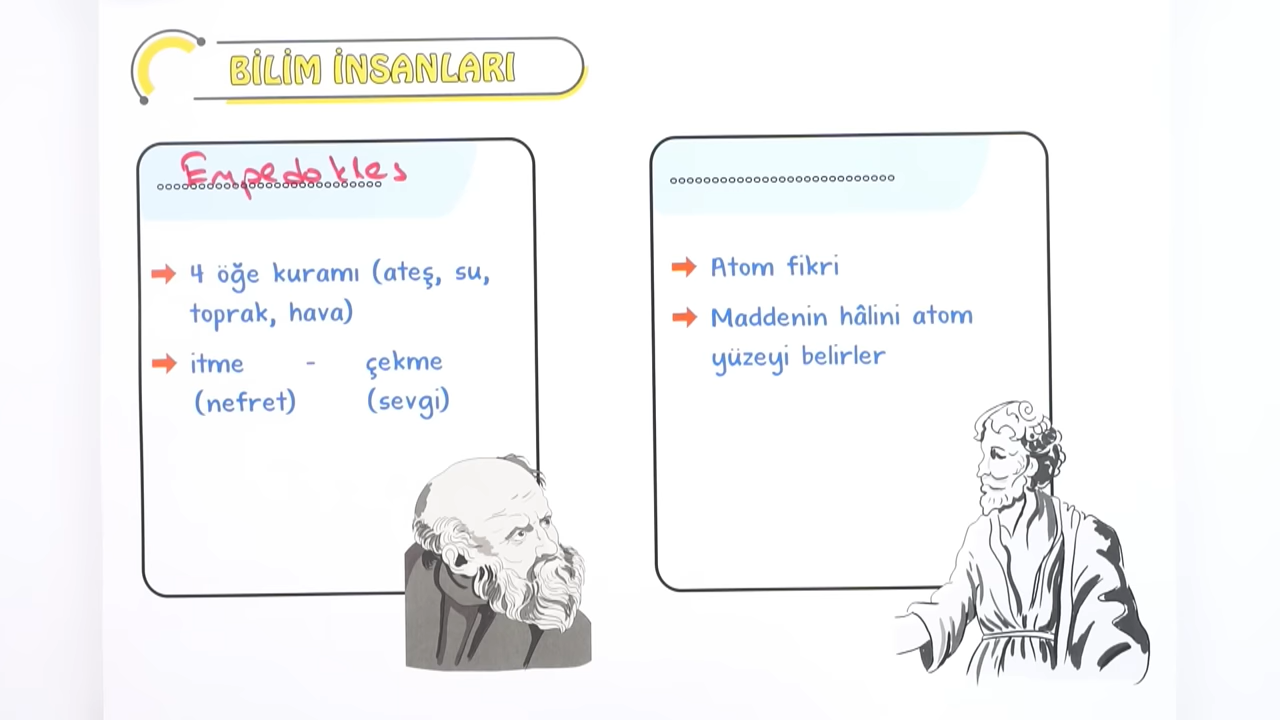 BİLİM İNSANLARI
Empedokles
➡ 4 öğe kuramı (ateş, su,
toprak, hava)
➡ itme - çekme
(nefret) (sevgi)
➡ Atom fikri
➡ Maddenin hâlini atom
yüzeyi belirler